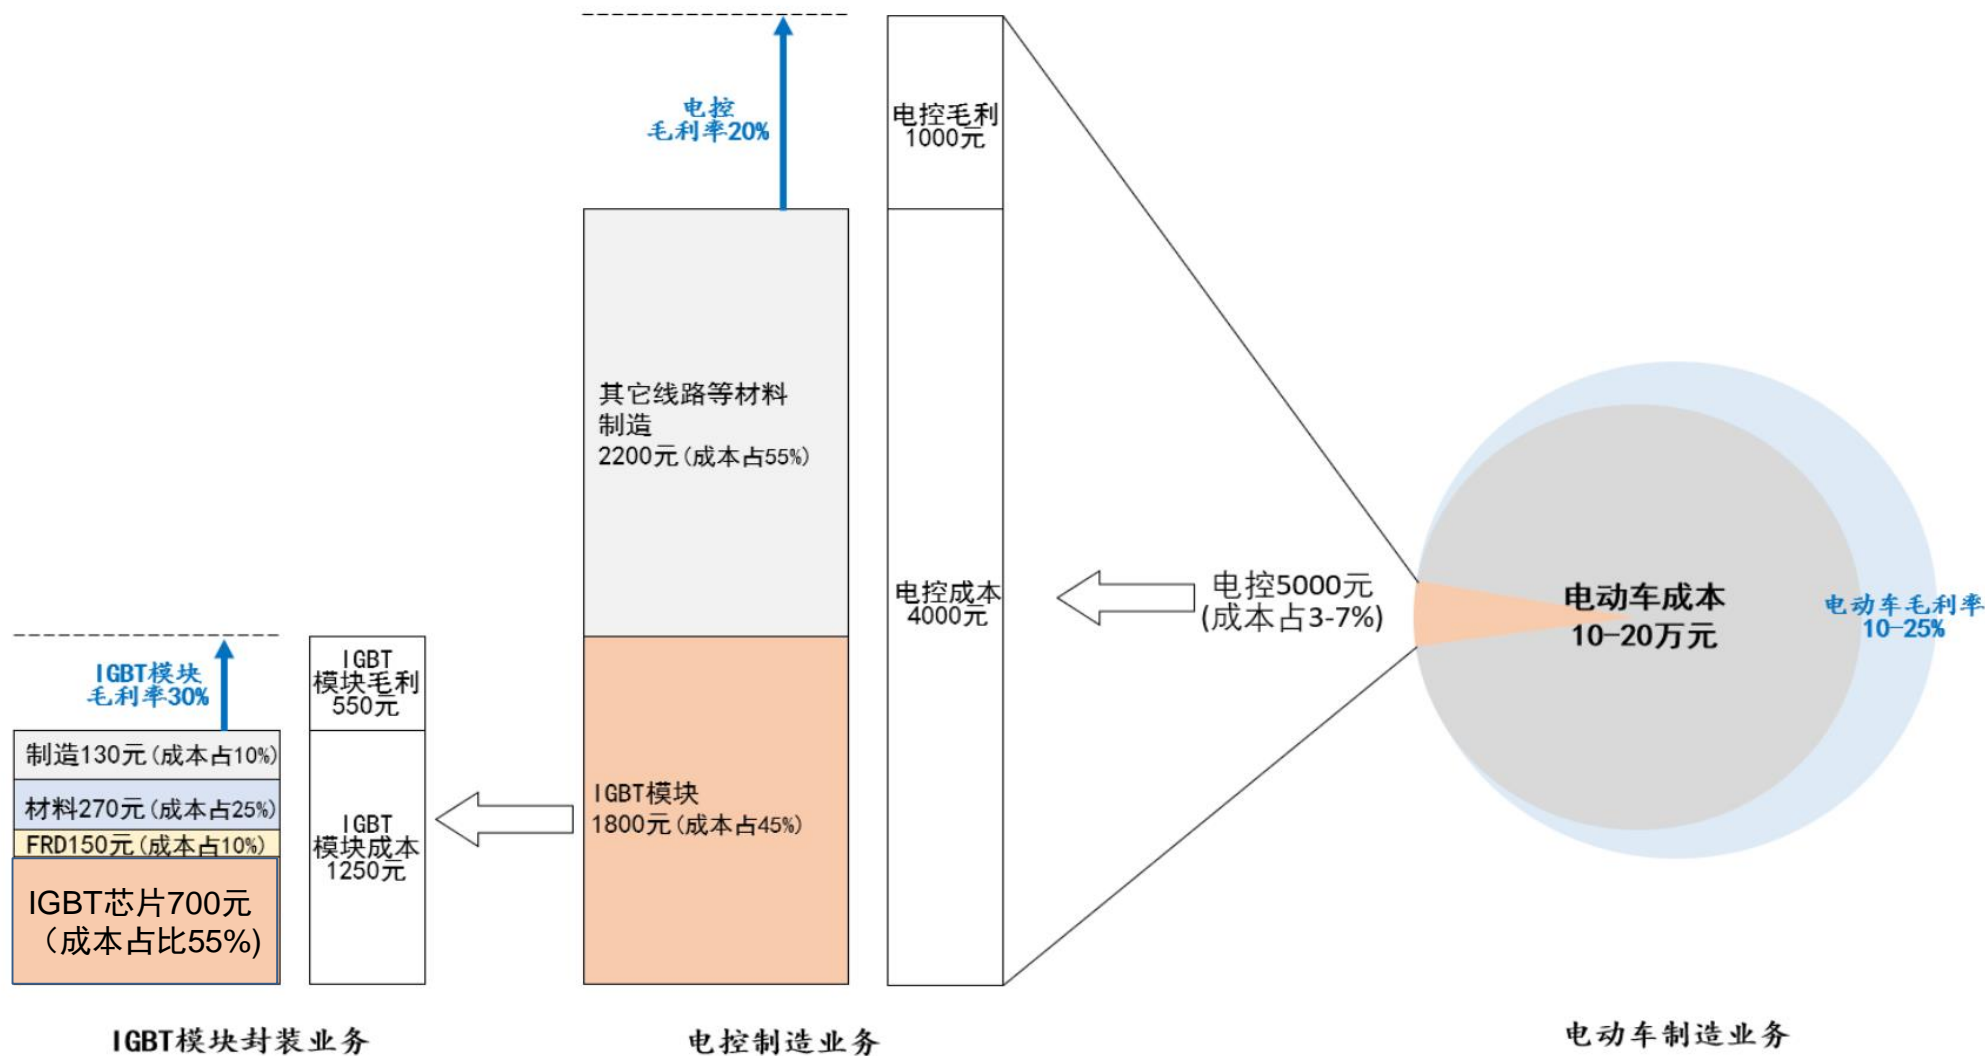 电控
毛利率20%
电控毛利
1000元
其它线路等材料
制造
2200元(成本占55%)
电控成本
4000元
电控5000元
(成本占3-7%)
电动车成本
10-20万元
电动车毛利率
10-25%
IGBT模块
毛利率30%
IGBT
模块毛利
550元
制造130元(成本占10%)
材料270元(成本占25%)
FRD150元(成本占10%)
IGBT芯片700元
（成本占比55%)
IGBT
模块成本
1250元
IGBT模块
1800元(成本占45%)
IGBT模块封装业务
电控制造业务
电动车制造业务